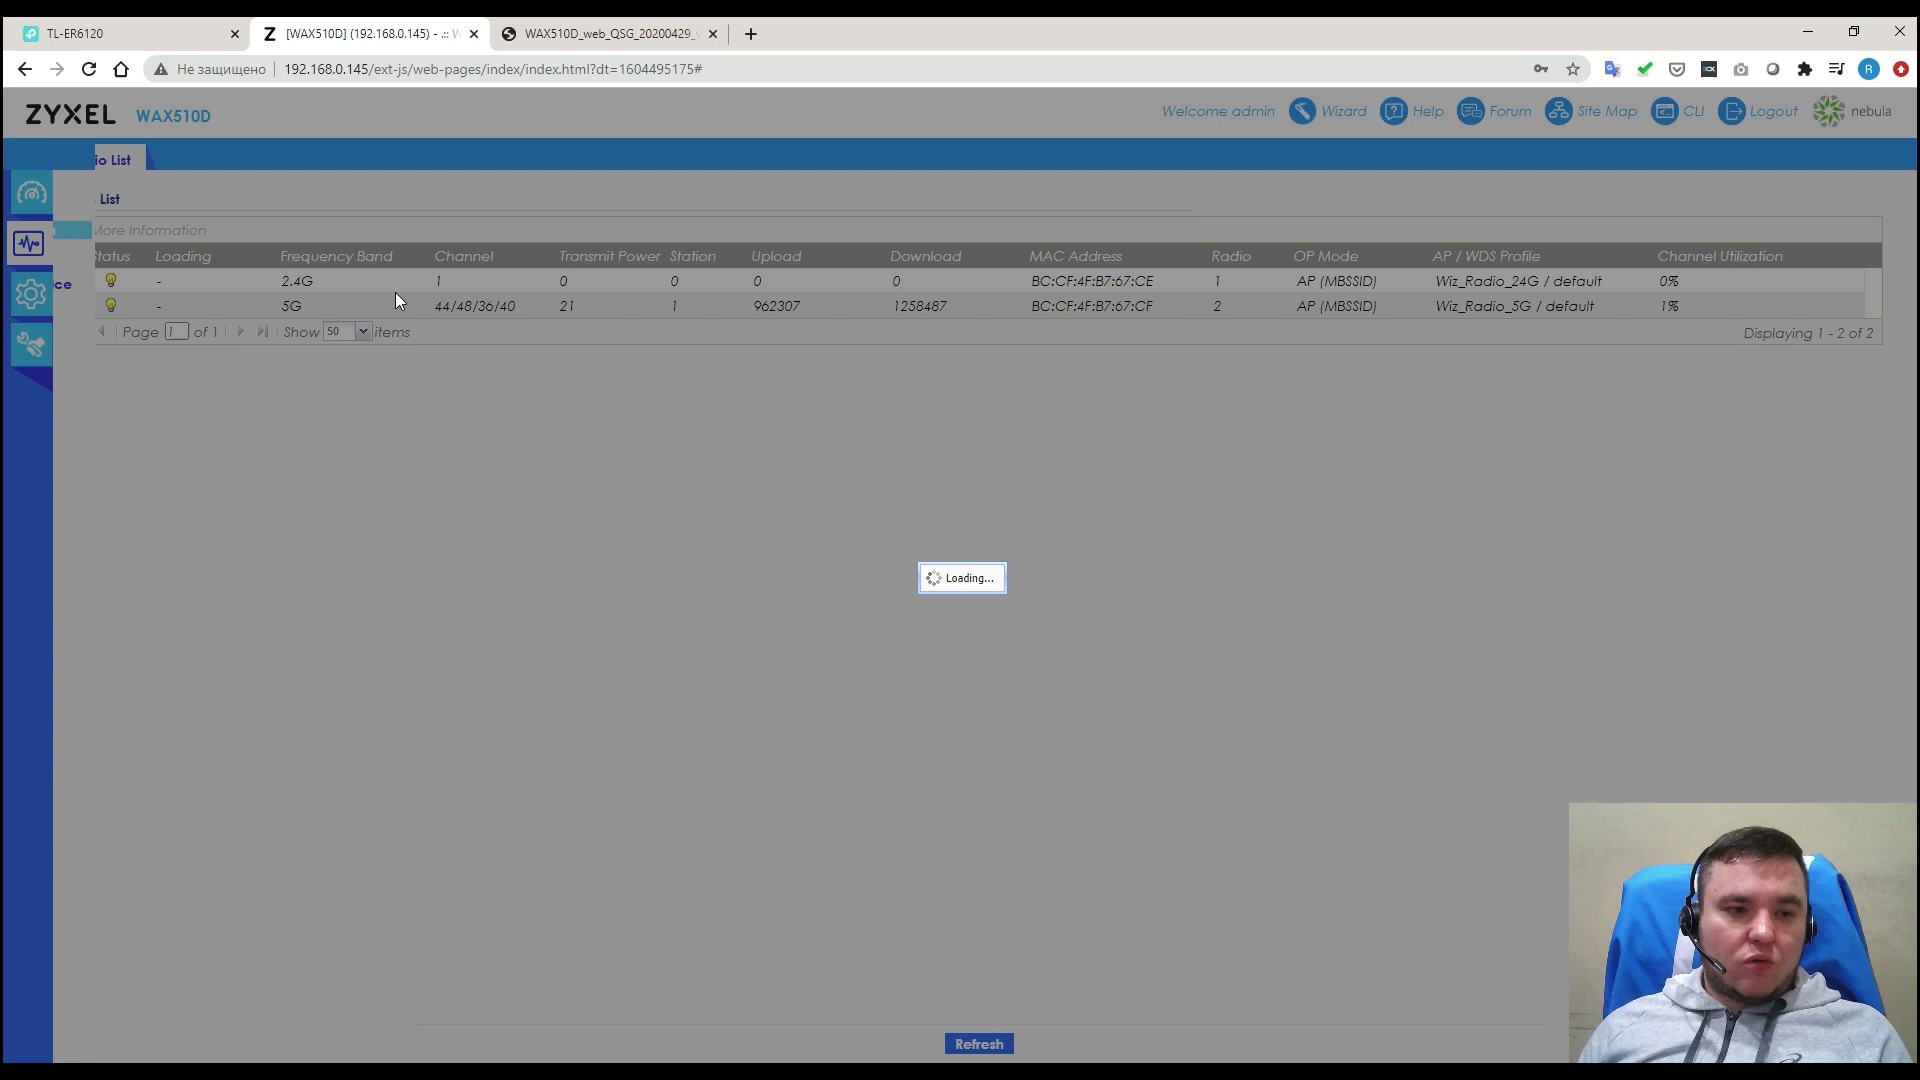 TL-ER6120
[WAX510D] (192.168.0.145) - .:: W
WAX510D_web_QSG_20200429_
Не защищено
192.168.0.145/ext-js/web-pages/index/index.html?dt=1604495175#
ZYXEL WAX510D
Welcome admin Wizard Help Forum Site Map CLI Logout nebula
io List
List
More Information
Status Loading Frequency Band Channel Transmit Power Station Upload Download MAC Address Radio OP Mode AP / WDS Profile Channel Utilization
- 2.4G 1 0 0 0 0 BC:CF:4F:B7:67:CE 1 AP (MBSSID) Wiz_Radio_24G / default 0%
ce
- 5G 44/48/36/40 21 1 962307 1258487 BC:CF:4F:B7:67:CF 2 AP (MBSSID) Wiz_Radio_5G / default 1%
Page 1 of 1 Show 50 items Displaying 1 - 2 of 2
Loading...
Refresh